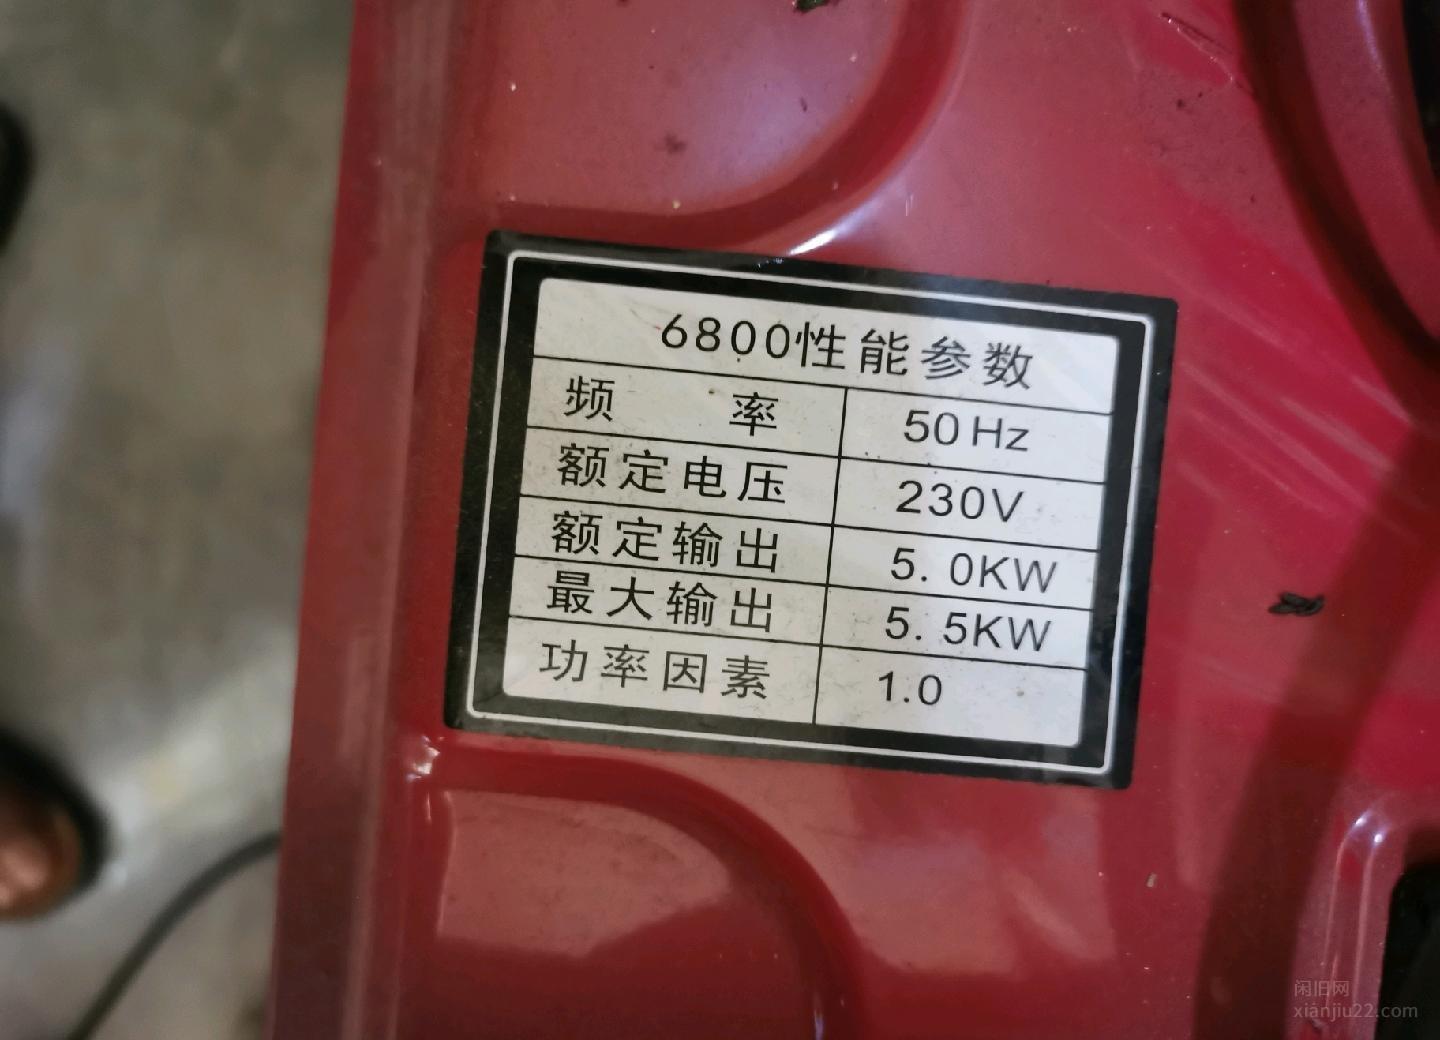 6800性能参数
频率 50Hz
额定电压 230V
额定输出 5.0KW
最大输出 5.5KW
功率因素 1.0
闲旧网
xianjiu22.com